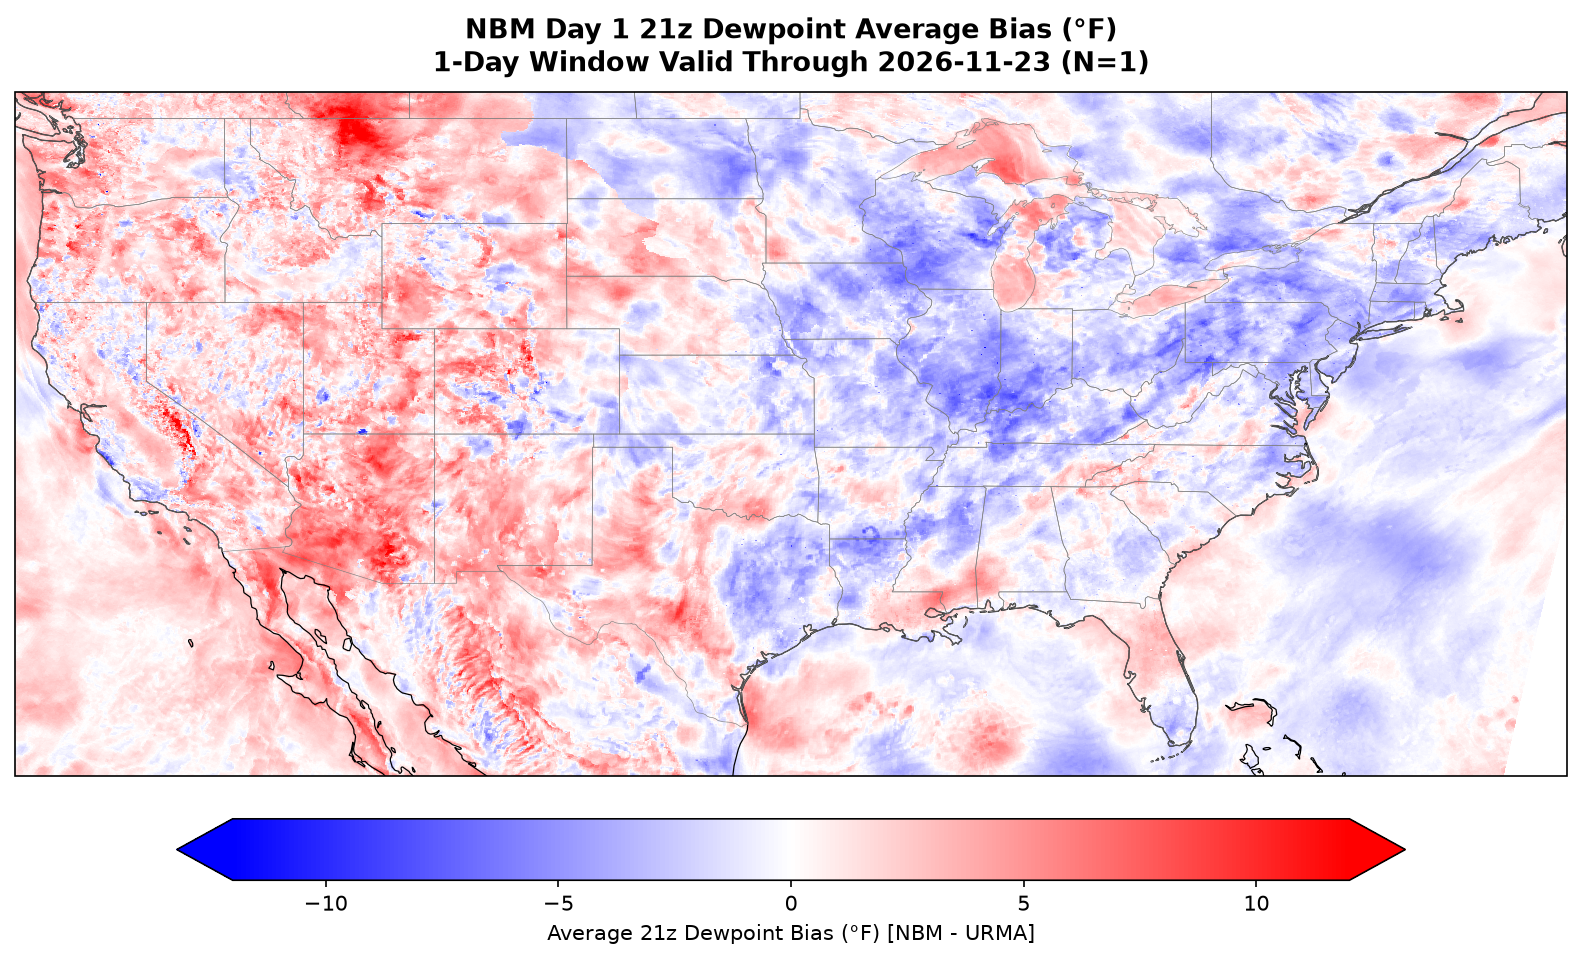 NBM Day 1 21z Dewpoint Average Bias (°F)
1-Day Window Valid Through 2026-11-23 (N=1)
−10 −5 0 5 10
Average 21z Dewpoint Bias (°F) [NBM - URMA]